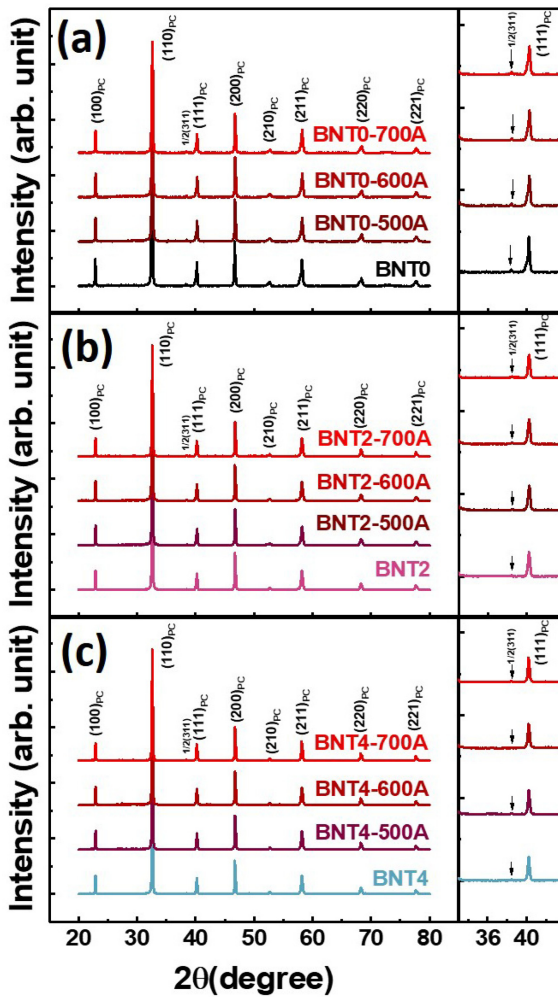 (a)
Intensity (arb. unit)
(100)PC
(110)PC
1/2(311)
(111)PC
(200)PC
(210)PC
(211)PC
(220)PC
(221)PC
BNT0-700A
BNT0-600A
BNT0-500A
BNT0
1/2(311)
(111)PC
(b)
Intensity (arb. unit)
(100)PC
(110)PC
1/2(311)
(111)PC
(200)PC
(210)PC
(211)PC
(220)PC
(221)PC
BNT2-700A
BNT2-600A
BNT2-500A
BNT2
1/2(311)
(111)PC
(c)
Intensity (arb. unit)
(100)PC
(110)PC
1/2(311)
(111)PC
(200)PC
(210)PC
(211)PC
(220)PC
(221)PC
BNT4-700A
BNT4-600A
BNT4-500A
BNT4
1/2(311)
(111)PC
20 30 40 50 60 70 80
36 40
2θ(degree)